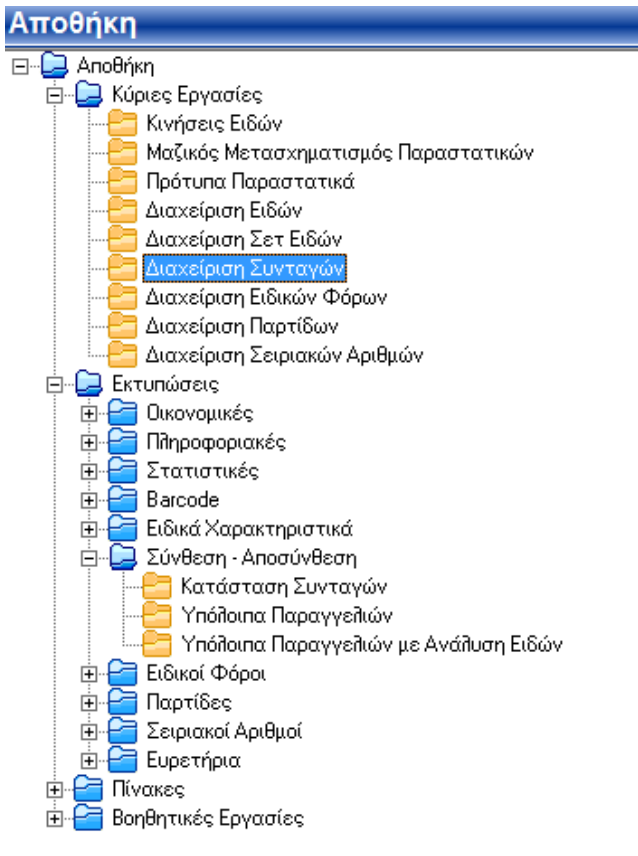 Αποθήκη
Αποθήκη
Κύριες Εργασίες
Κινήσεις Ειδών
Μαζικός Μετασχηματισμός Παραστατικών
Πρότυπα Παραστατικά
Διαχείριση Ειδών
Διαχείριση Σετ Ειδών
Διαχείριση Συνταγών
Διαχείριση Ειδικών Φόρων
Διαχείριση Παρτίδων
Διαχείριση Σειριακών Αριθμών
Εκτυπώσεις
Οικονομικές
Πληροφοριακές
Στατιστικές
Barcode
Ειδικά Χαρακτηριστικά
Σύνθεση - Αποσύνθεση
Κατάσταση Συνταγών
Υπόλοιπα Παραγγελιών
Υπόλοιπα Παραγγελιών με Ανάλυση Ειδών
Ειδικοί Φόροι
Παρτίδες
Σειριακοί Αριθμοί
Ευρετήρια
Πίνακες
Βοηθητικές Εργασίες